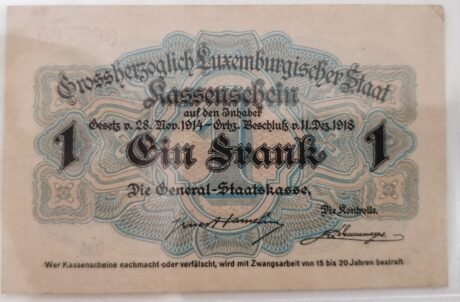 Grossherzoglich Luxemburgischer Staat
Kassenschein
auf den Inhaber
Gesetz v. 28. Nov. 1914 – Grhz. Beschluß v. 11. Dez. 1918
1 Ein Frank 1
Die General-Staatskasse,
Die Kontrolle.
Wer Kassenscheine nachmacht oder verfälscht, wird mit Zwangsarbeit von 15 bis 20 Jahren bestraft.